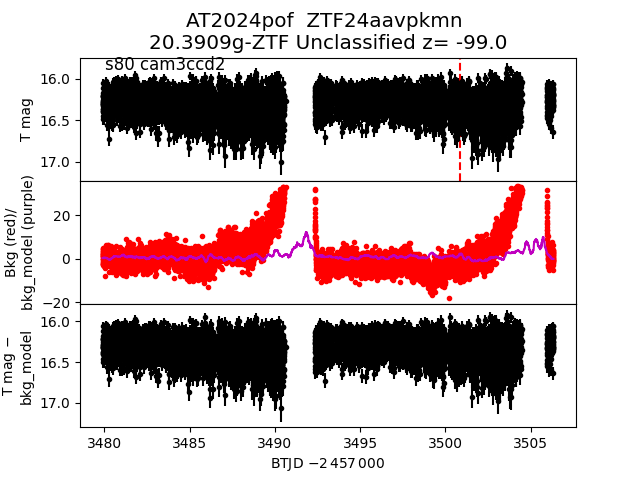 AT2024pof  ZTF24aavpkmn
20.3909g-ZTF Unclassified z= -99.0
s80 cam3ccd2
16.0
16.5
17.0
T mag
20
0
−20
Bkg (red)/
bkg_model (purple)
16.0
16.5
17.0
T mag −
bkg_model
3480 3485 3490 3495 3500 3505
BTJD −2 457 000